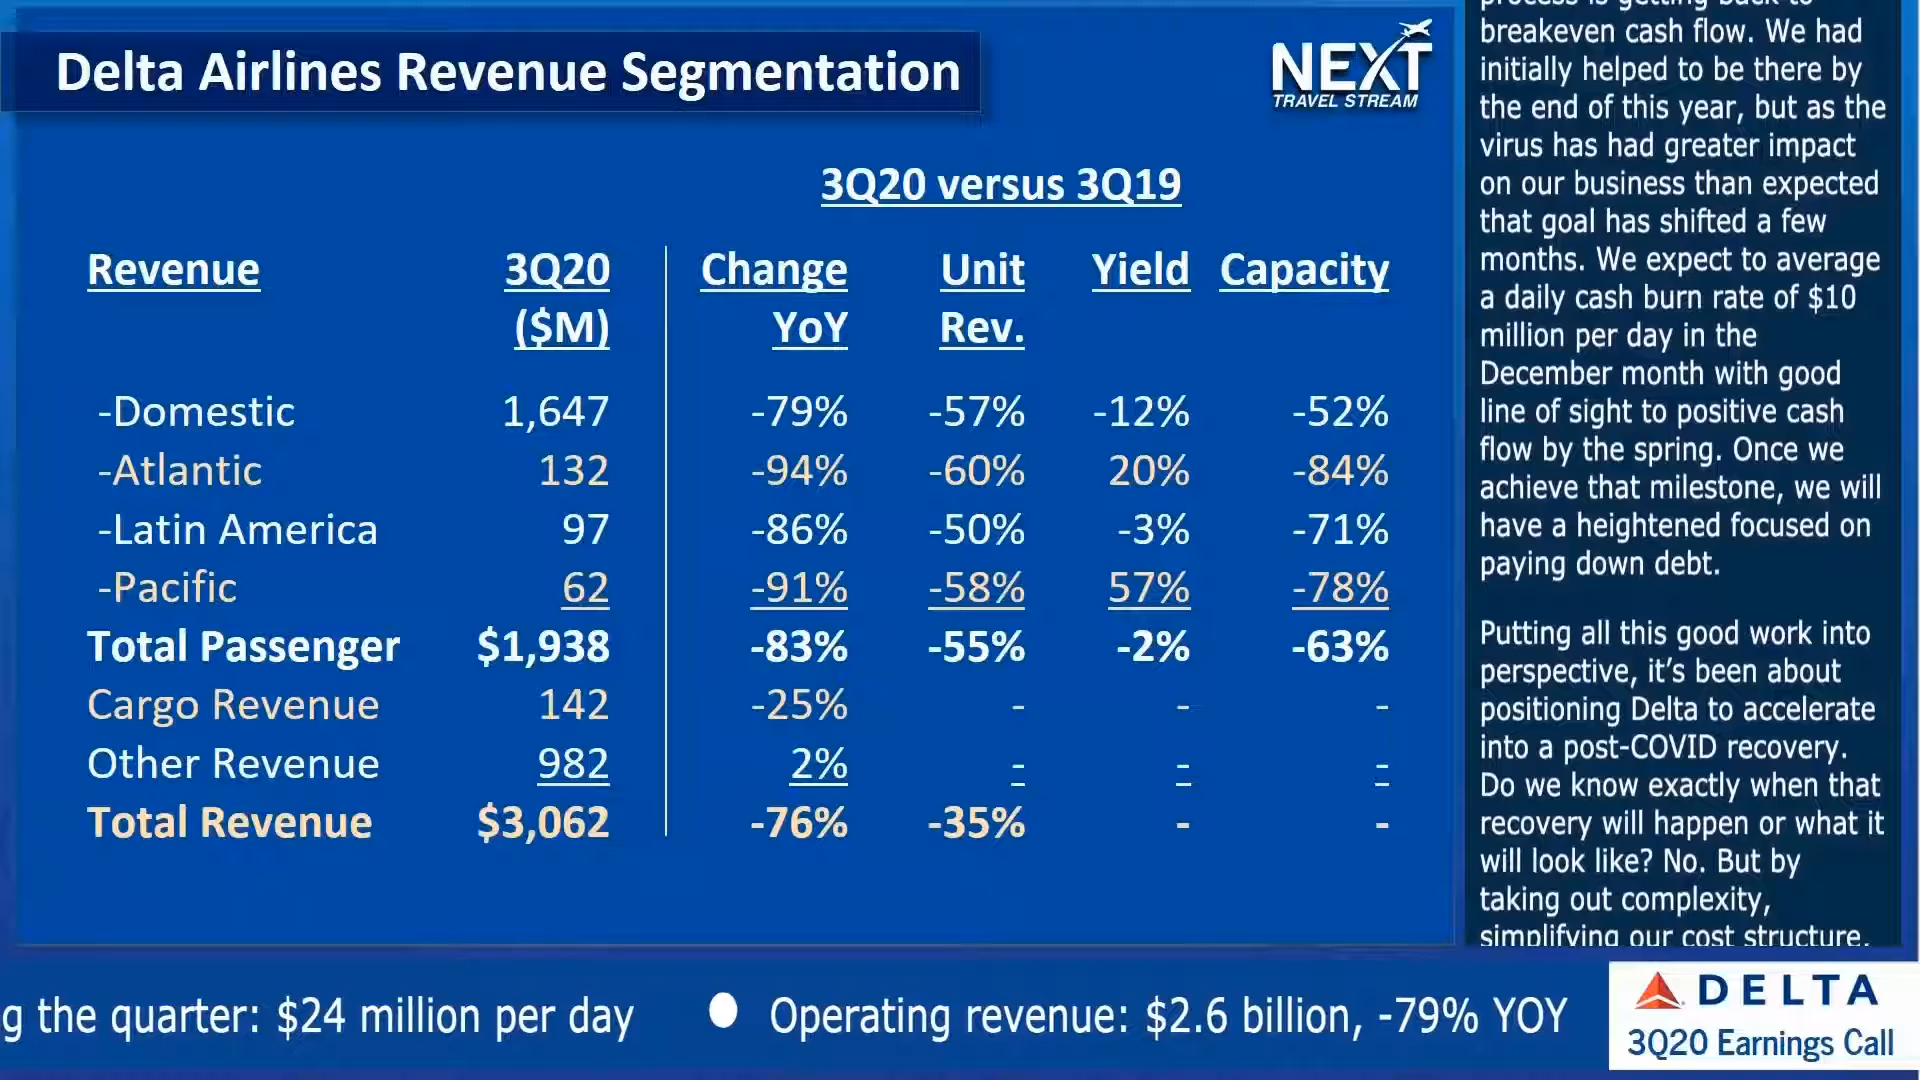 Delta Airlines Revenue Segmentation
NEXT
TRAVEL STREAM
3Q20 versus 3Q19
Revenue 3Q20 ($M) Change YoY Unit Rev. Yield Capacity
-Domestic 1,647 -79% -57% -12% -52%
-Atlantic 132 -94% -60% 20% -84%
-Latin America 97 -86% -50% -3% -71%
-Pacific 62 -91% -58% 57% -78%
Total Passenger $1,938 -83% -55% -2% -63%
Cargo Revenue 142 -25% - - -
Other Revenue 982 2% - - -
Total Revenue $3,062 -76% -35% - -
process is getting back to
breakeven cash flow. We had
initially helped to be there by
the end of this year, but as the
virus has had greater impact
on our business than expected
that goal has shifted a few
months. We expect to average
a daily cash burn rate of $10
million per day in the
December month with good
line of sight to positive cash
flow by the spring. Once we
achieve that milestone, we will
have a heightened focused on
paying down debt.
Putting all this good work into
perspective, it's been about
positioning Delta to accelerate
into a post-COVID recovery.
Do we know exactly when that
recovery will happen or what it
will look like? No. But by
taking out complexity,
simplifying our cost structure,
g the quarter: $24 million per day ● Operating revenue: $2.6 billion, -79% YOY
DELTA
3Q20 Earnings Call